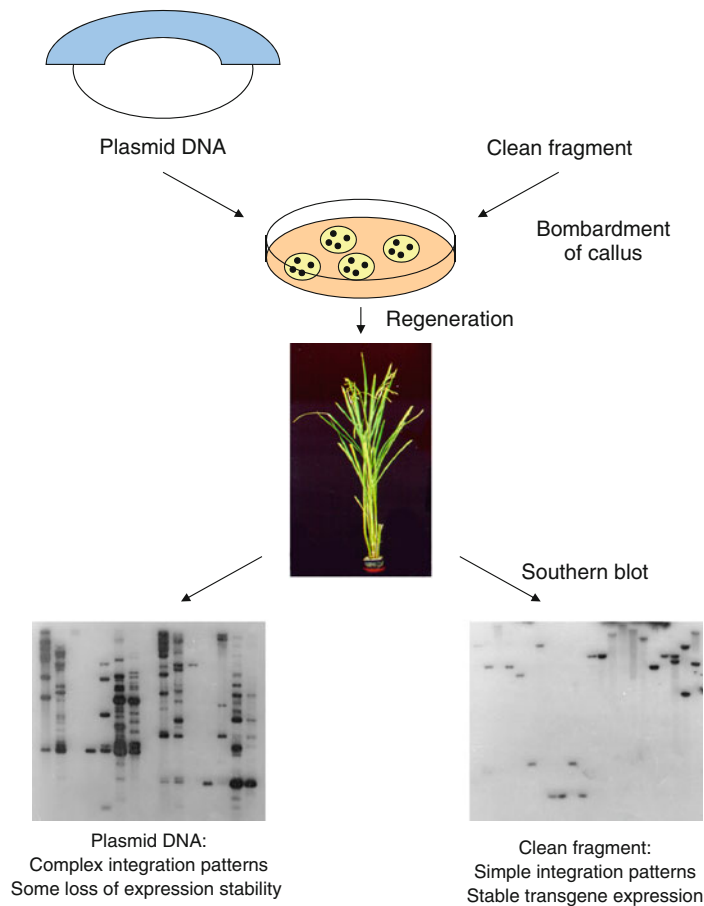 Plasmid DNA
Clean fragment
Bombardment
of callus
Regeneration
Southern blot
Plasmid DNA:
Complex integration patterns
Some loss of expression stability
Clean fragment:
Simple integration patterns
Stable transgene expression